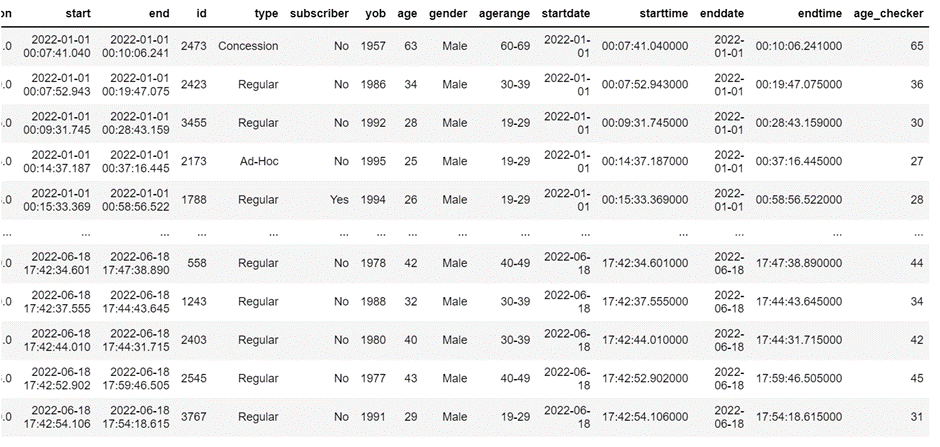 on start end id type subscriber yob age gender agerange startdate starttime enddate endtime age_checker
.0 2022-01-01 00:07:41.040 2022-01-01 00:10:06.241 2473 Concession No 1957 63 Male 60-69 2022-01-01 00:07:41.040000 2022-01-01 00:10:06.241000 65
.0 2022-01-01 00:07:52.943 2022-01-01 00:19:47.075 2423 Regular No 1986 34 Male 30-39 2022-01-01 00:07:52.943000 2022-01-01 00:19:47.075000 36
.0 2022-01-01 00:09:31.745 2022-01-01 00:28:43.159 3455 Regular No 1992 28 Male 19-29 2022-01-01 00:09:31.745000 2022-01-01 00:28:43.159000 30
.0 2022-01-01 00:14:37.187 2022-01-01 00:37:16.445 2173 Ad-Hoc No 1995 25 Male 19-29 2022-01-01 00:14:37.187000 2022-01-01 00:37:16.445000 27
.0 2022-01-01 00:15:33.369 2022-01-01 00:58:56.522 1788 Regular Yes 1994 26 Male 19-29 2022-01-01 00:15:33.369000 2022-01-01 00:58:56.522000 28
... ... ... ... ... ... ... ... ... ... ... ... ... ... ...
.0 2022-06-18 17:42:34.601 2022-06-18 17:47:38.890 558 Regular No 1978 42 Male 40-49 2022-06-18 17:42:34.601000 2022-06-18 17:47:38.890000 44
.0 2022-06-18 17:42:37.555 2022-06-18 17:44:43.645 1243 Regular No 1988 32 Male 30-39 2022-06-18 17:42:37.555000 2022-06-18 17:44:43.645000 34
.0 2022-06-18 17:42:44.010 2022-06-18 17:44:31.715 2403 Regular No 1980 40 Male 30-39 2022-06-18 17:42:44.010000 2022-06-18 17:44:31.715000 42
.0 2022-06-18 17:42:52.902 2022-06-18 17:59:46.505 2545 Regular No 1977 43 Male 40-49 2022-06-18 17:42:52.902000 2022-06-18 17:59:46.505000 45
.0 2022-06-18 17:42:54.106 2022-06-18 17:54:18.615 3767 Regular No 1991 29 Male 19-29 2022-06-18 17:42:54.106000 2022-06-18 17:54:18.615000 31